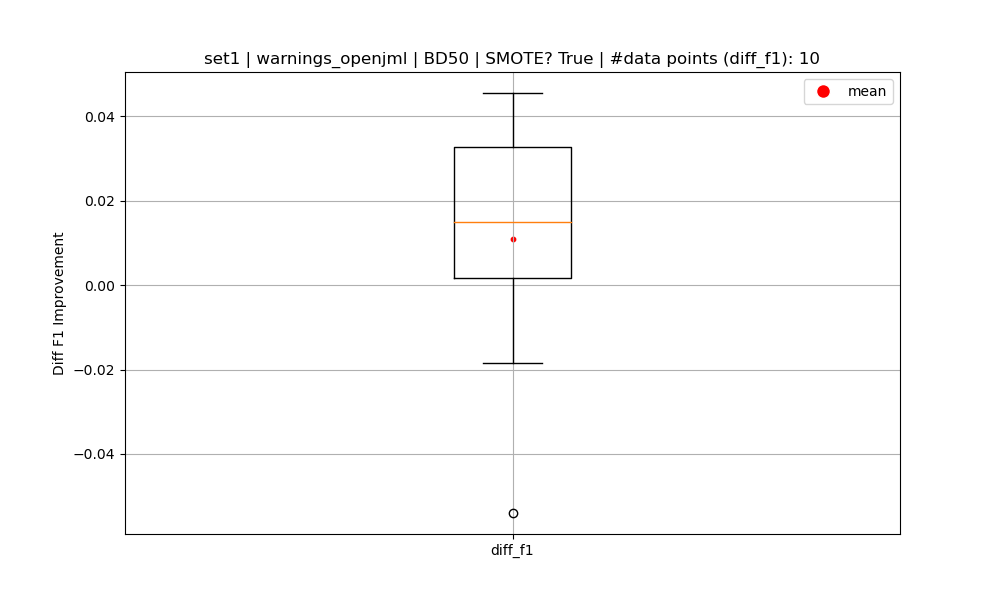 set1 | warnings_openjml | BD50 | SMOTE? True | #data points (diff_f1): 10
mean
0.04
0.02
0.00
−0.02
−0.04
Diff F1 Improvement
diff_f1